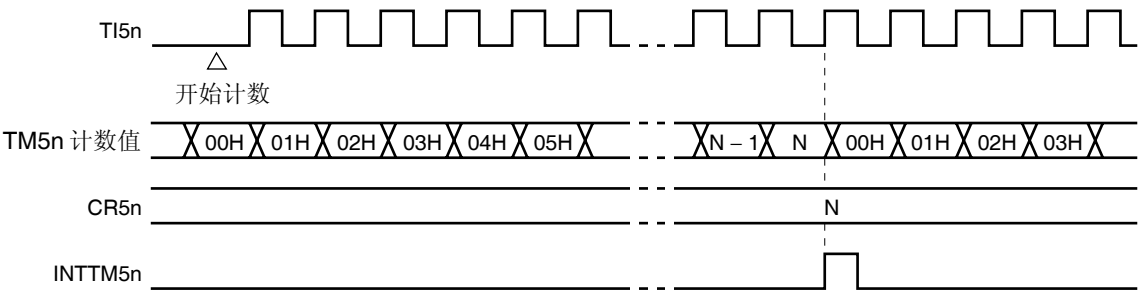 TI5n
开始计数
TM5n 计数值 00H 01H 02H 03H 04H 05H N – 1 N 00H 01H 02H 03H
CR5n N
INTTM5n